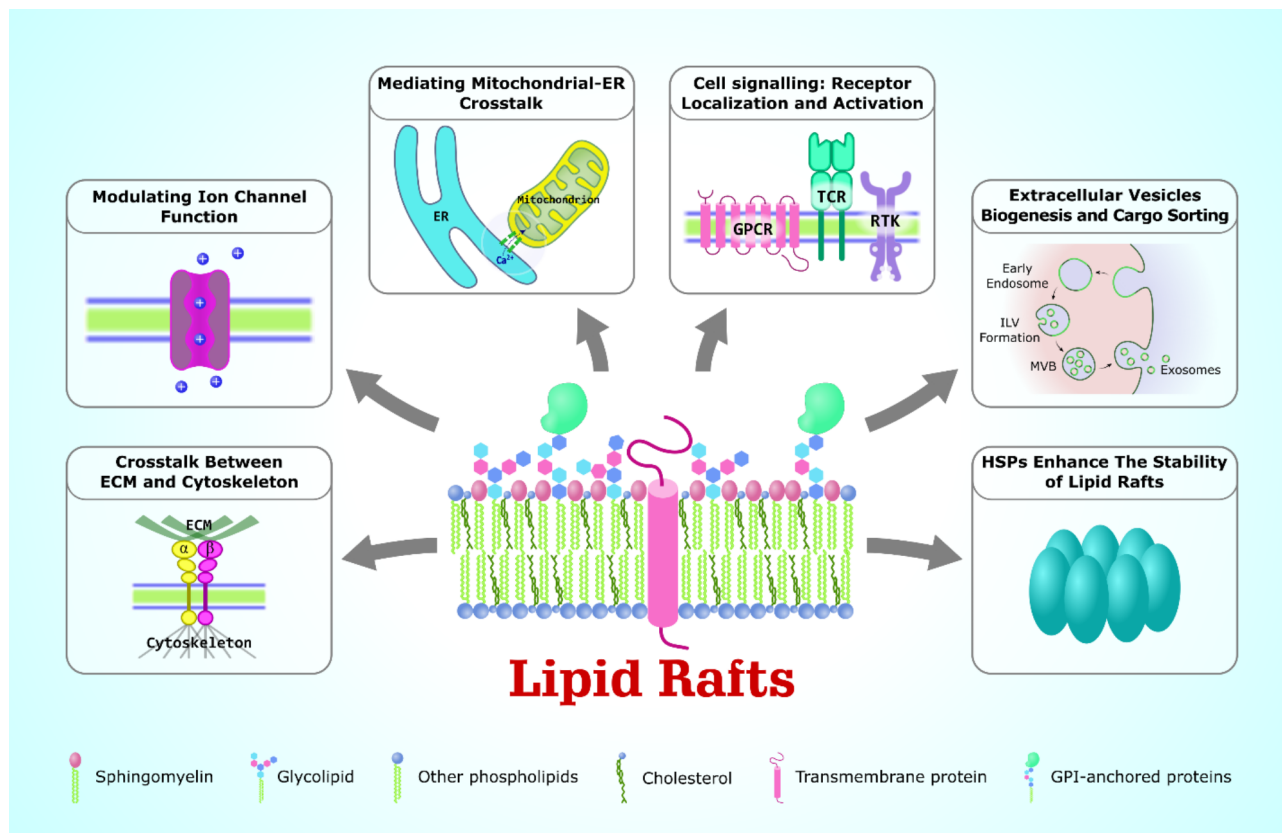 Mediating Mitochondrial-ER
Crosstalk
ER
Mitochondrion
Ca2+
Cell signalling: Receptor
Localization and Activation
GPCR
TCR
RTK
Modulating Ion Channel
Function
+
+
+
+
+
+
Extracellular Vesicles
Biogenesis and Cargo Sorting
Early
Endosome
ILV
Formation
MVB
Exosomes
Crosstalk Between
ECM and Cytoskeleton
ECM
α β
Cytoskeleton
HSPs Enhance The Stability
of Lipid Rafts
Lipid Rafts
Sphingomyelin
Glycolipid
Other phospholipids
Cholesterol
Transmembrane protein
GPI-anchored proteins